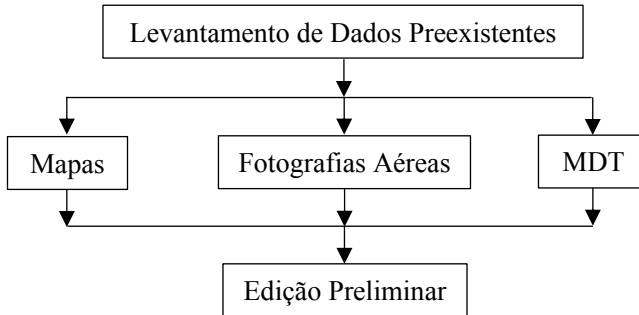 Levantamento de Dados Preexistentes
Mapas
Fotografias Aéreas
MDT
Edição Preliminar